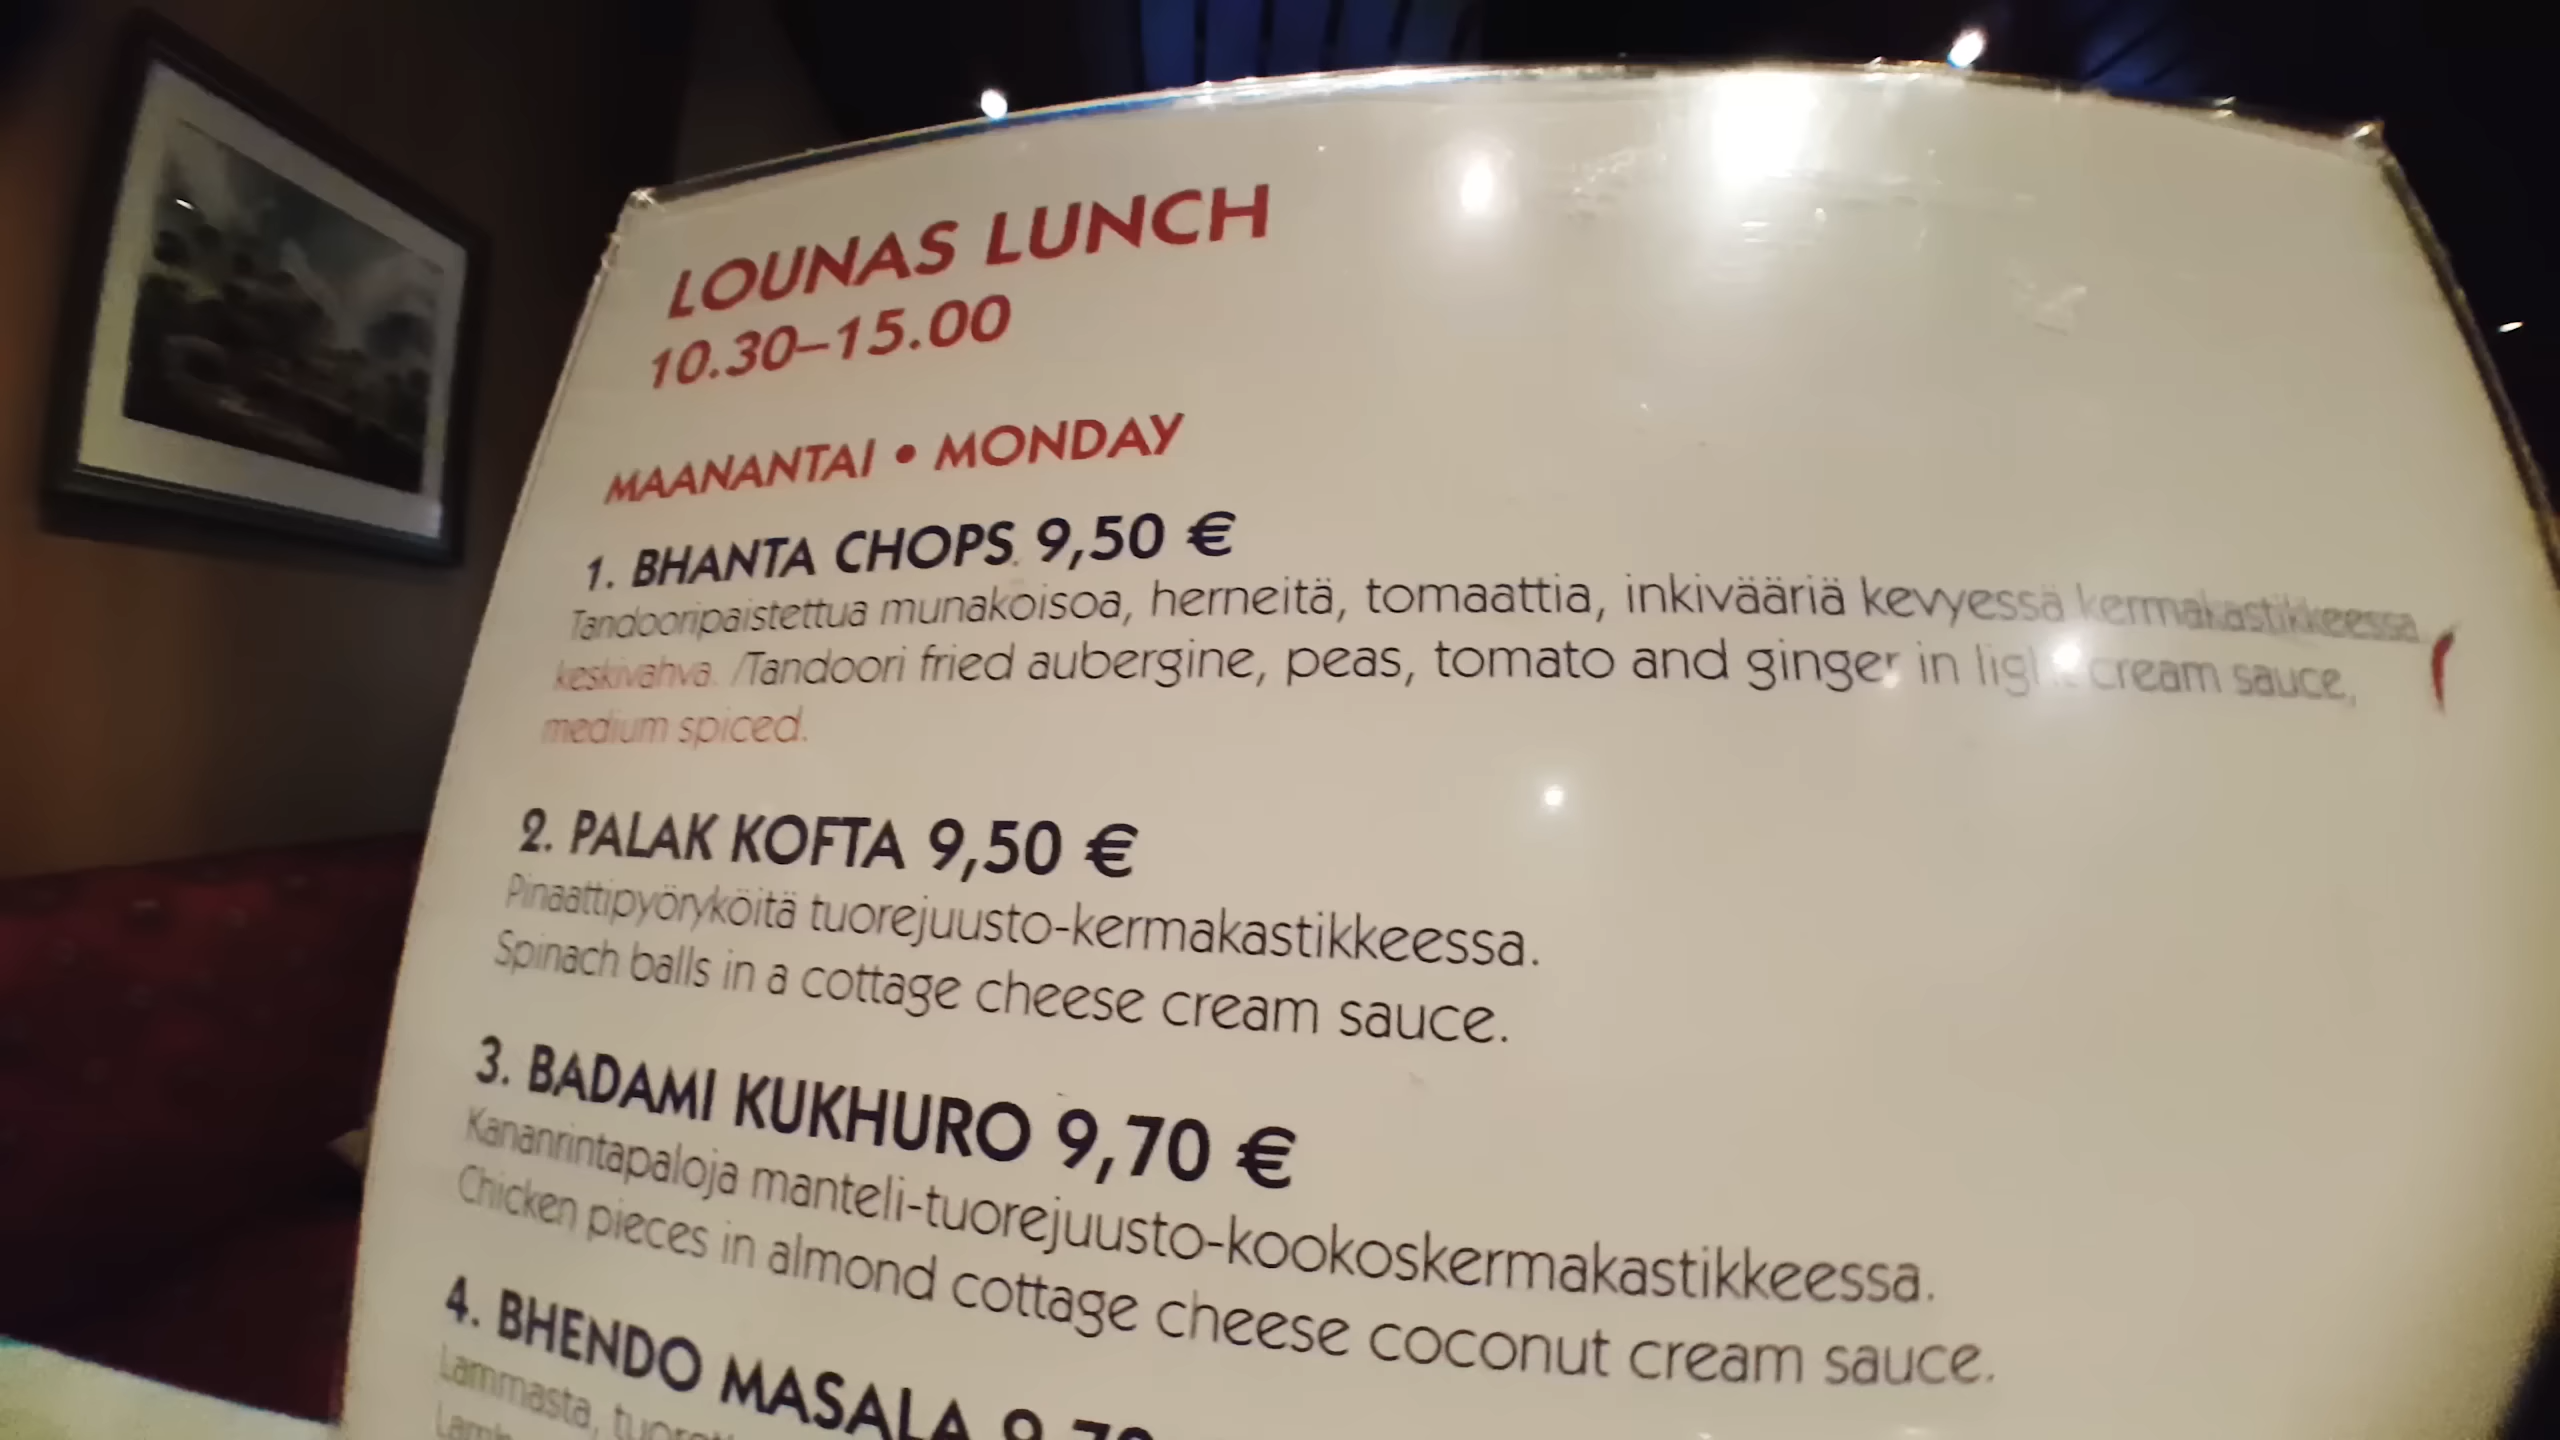 LOUNAS LUNCH
10.30–15.00
MAANANTAI • MONDAY
1. BHANTA CHOPS 9,50 €
Tandooripaistettua munakoisoa, herneitä, tomaattia, inkivääriä kevyessä kermakastikkeessa
keskivahva. /Tandoori fried aubergine, peas, tomato and ginger in light cream sauce,
medium spiced.
2. PALAK KOFTA 9,50 €
Pinaattipyöryköitä tuorejuusto-kermakastikkeessa.
Spinach balls in a cottage cheese cream sauce.
3. BADAMI KUKHURO 9,70 €
Kananrintapaloja manteli-tuorejuusto-kookoskermakastikkeessa.
Chicken pieces in almond cottage cheese coconut cream sauce.
4. BHENDO MASALA 9,70
Lammasta,